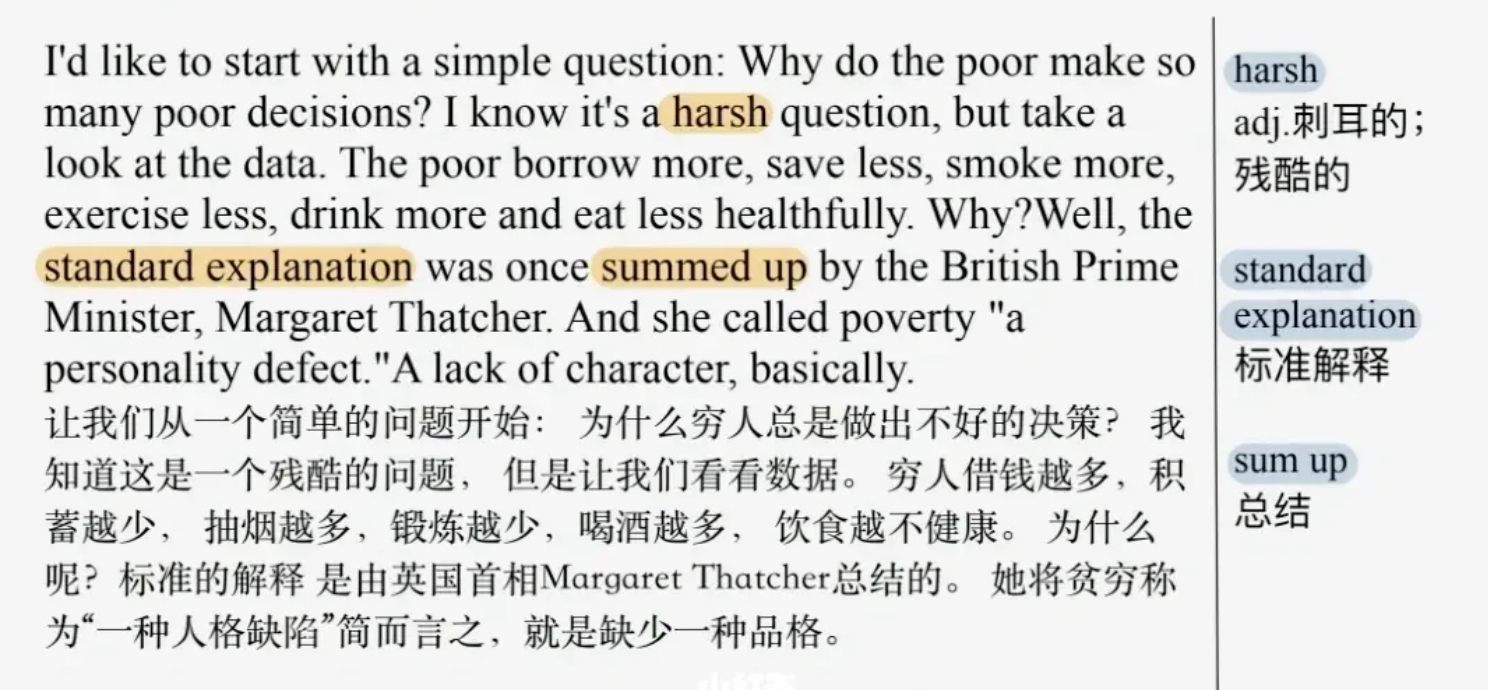 I'd like to start with a simple question: Why do the poor make so
many poor decisions? I know it's a harsh question, but take a
look at the data. The poor borrow more, save less, smoke more,
exercise less, drink more and eat less healthfully. Why?Well, the
standard explanation was once summed up by the British Prime
Minister, Margaret Thatcher. And she called poverty "a
personality defect."A lack of character, basically.
让我们从一个简单的问题开始： 为什么穷人总是做出不好的决策？ 我
知道这是一个残酷的问题， 但是让我们看看数据。 穷人借钱越多，积
蓄越少， 抽烟越多，锻炼越少，喝酒越多， 饮食越不健康。 为什么
呢？标准的解释 是由英国首相Margaret Thatcher总结的。 她将贫穷称
为“一种人格缺陷”简而言之，就是缺少一种品格。
harsh
adj.刺耳的；
残酷的
standard
explanation
标准解释
sum up
总结